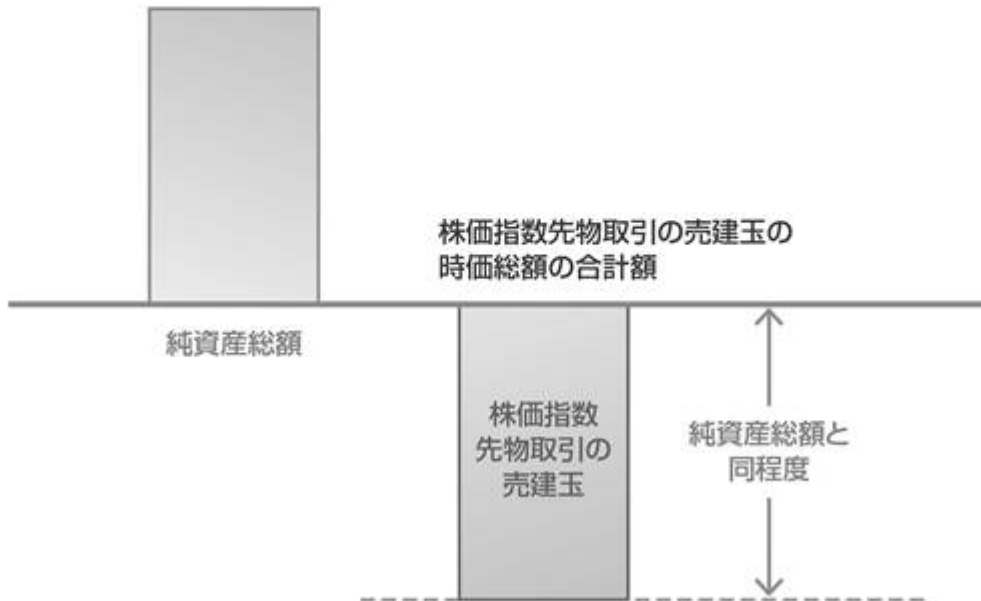 株価指数先物取引の売建玉の
時価総額の合計額
純資産総額
株価指数
先物取引の
売建玉
純資産総額と
同程度